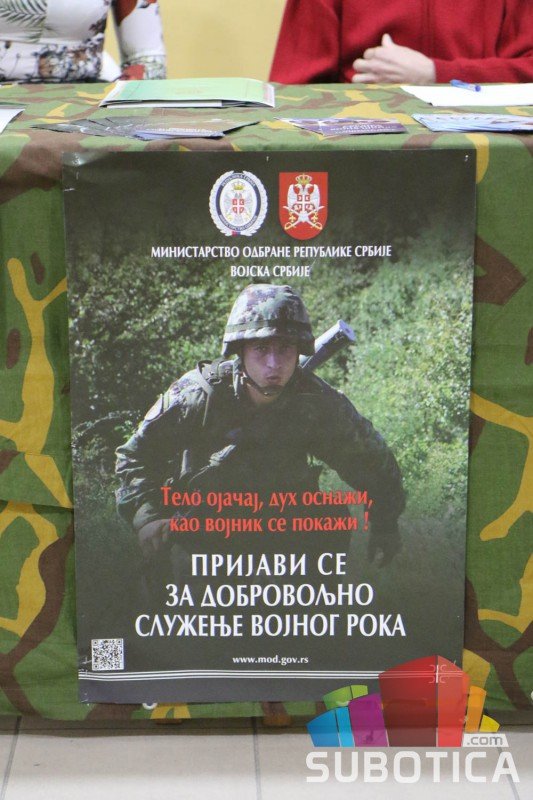 МИНИСТАРСТВО ОДБРАНЕ РЕПУБЛИКЕ СРБИЈЕ
ВОЈСКА СРБИЈЕ
Тело ојачај, дух оснажи,
као војник се покажи !
ПРИЈАВИ СЕ
ЗА ДОБРОВОЉНО
СЛУЖЕЊЕ ВОЈНОГ РОКА
www.mod.gov.rs
.com
SUBOTICA